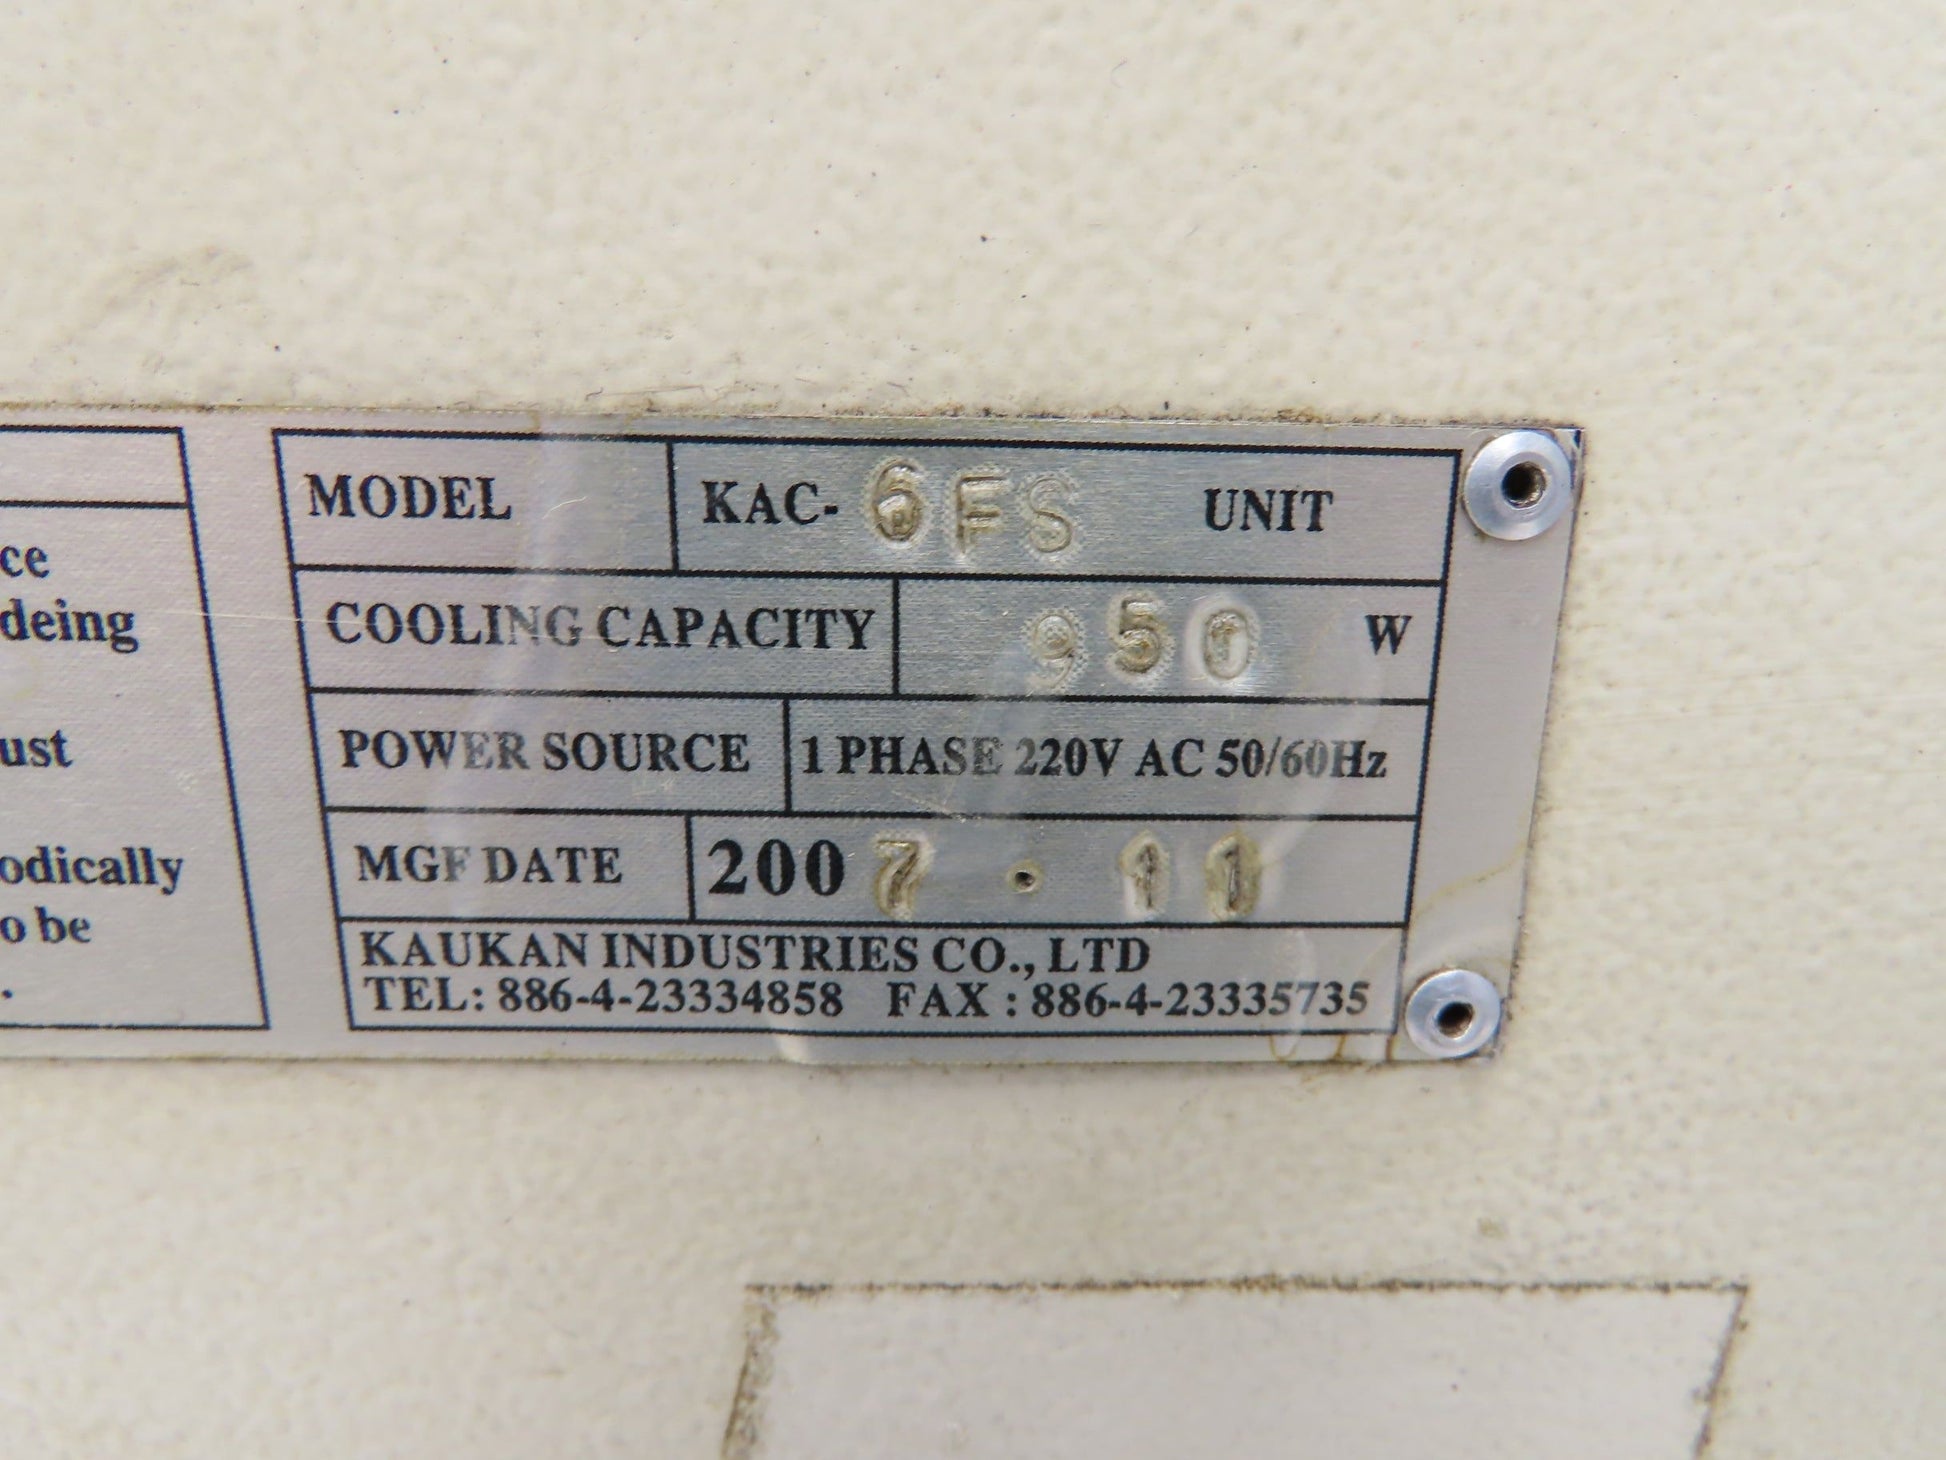 ce
deing
ust
odically
o be
.
MODEL KAC-6FS UNIT
COOLING CAPACITY 950 W
POWER SOURCE 1 PHASE 220V AC 50/60Hz
MGF DATE 2007 . 11
KAUKAN INDUSTRIES CO., LTD
TEL: 886-4-23334858 FAX : 886-4-23335735